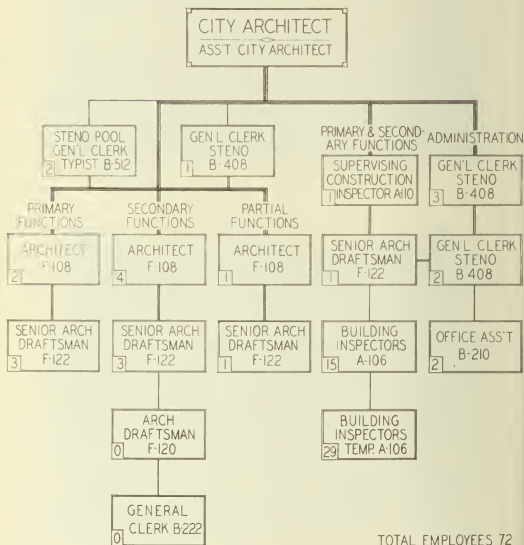 CITY ARCHITECT
ASS'T CITY ARCHITECT
STENO POOL
GEN'L CLERK
TYPIST B-512
2
GEN'L CLERK
STENO
B-408
1
PRIMARY & SECOND-
ARY FUNCTIONS
SUPERVISING
CONSTRUCTION
INSPECTOR A110
1
ADMINISTRATION
GEN'L CLERK
STENO
B-408
3
PRIMARY
FUNCTIONS
ARCHITECT
F-108
2
SECONDARY
FUNCTIONS
ARCHITECT
F-108
4
PARTIAL
FUNCTIONS
ARCHITECT
F-108
1
SENIOR ARCH
DRAFTSMAN
F-122
1
GEN'L CLERK
STENO
B 408
2
SENIOR ARCH
DRAFTSMAN
F-122
3
SENIOR ARCH
DRAFTSMAN
F-122
3
SENIOR ARCH
DRAFTSMAN
F-122
1
BUILDING
INSPECTORS
A-106
15
OFFICE ASS'T
B-210
2
ARCH
DRAFTSMAN
F-120
0
BUILDING
INSPECTORS
TEMP. A-106
29
GENERAL
CLERK B-222
0
TOTAL EMPLOYEES 72